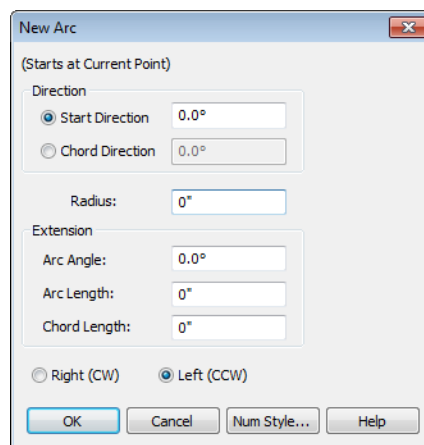 New Arc
(Starts at Current Point)
Direction
Start Direction 0.0°
Chord Direction 0.0°
Radius: 0"
Extension
Arc Angle: 0.0°
Arc Length: 0"
Chord Length: 0"
Right (CW) Left (CCW)
OK Cancel Num Style... Help